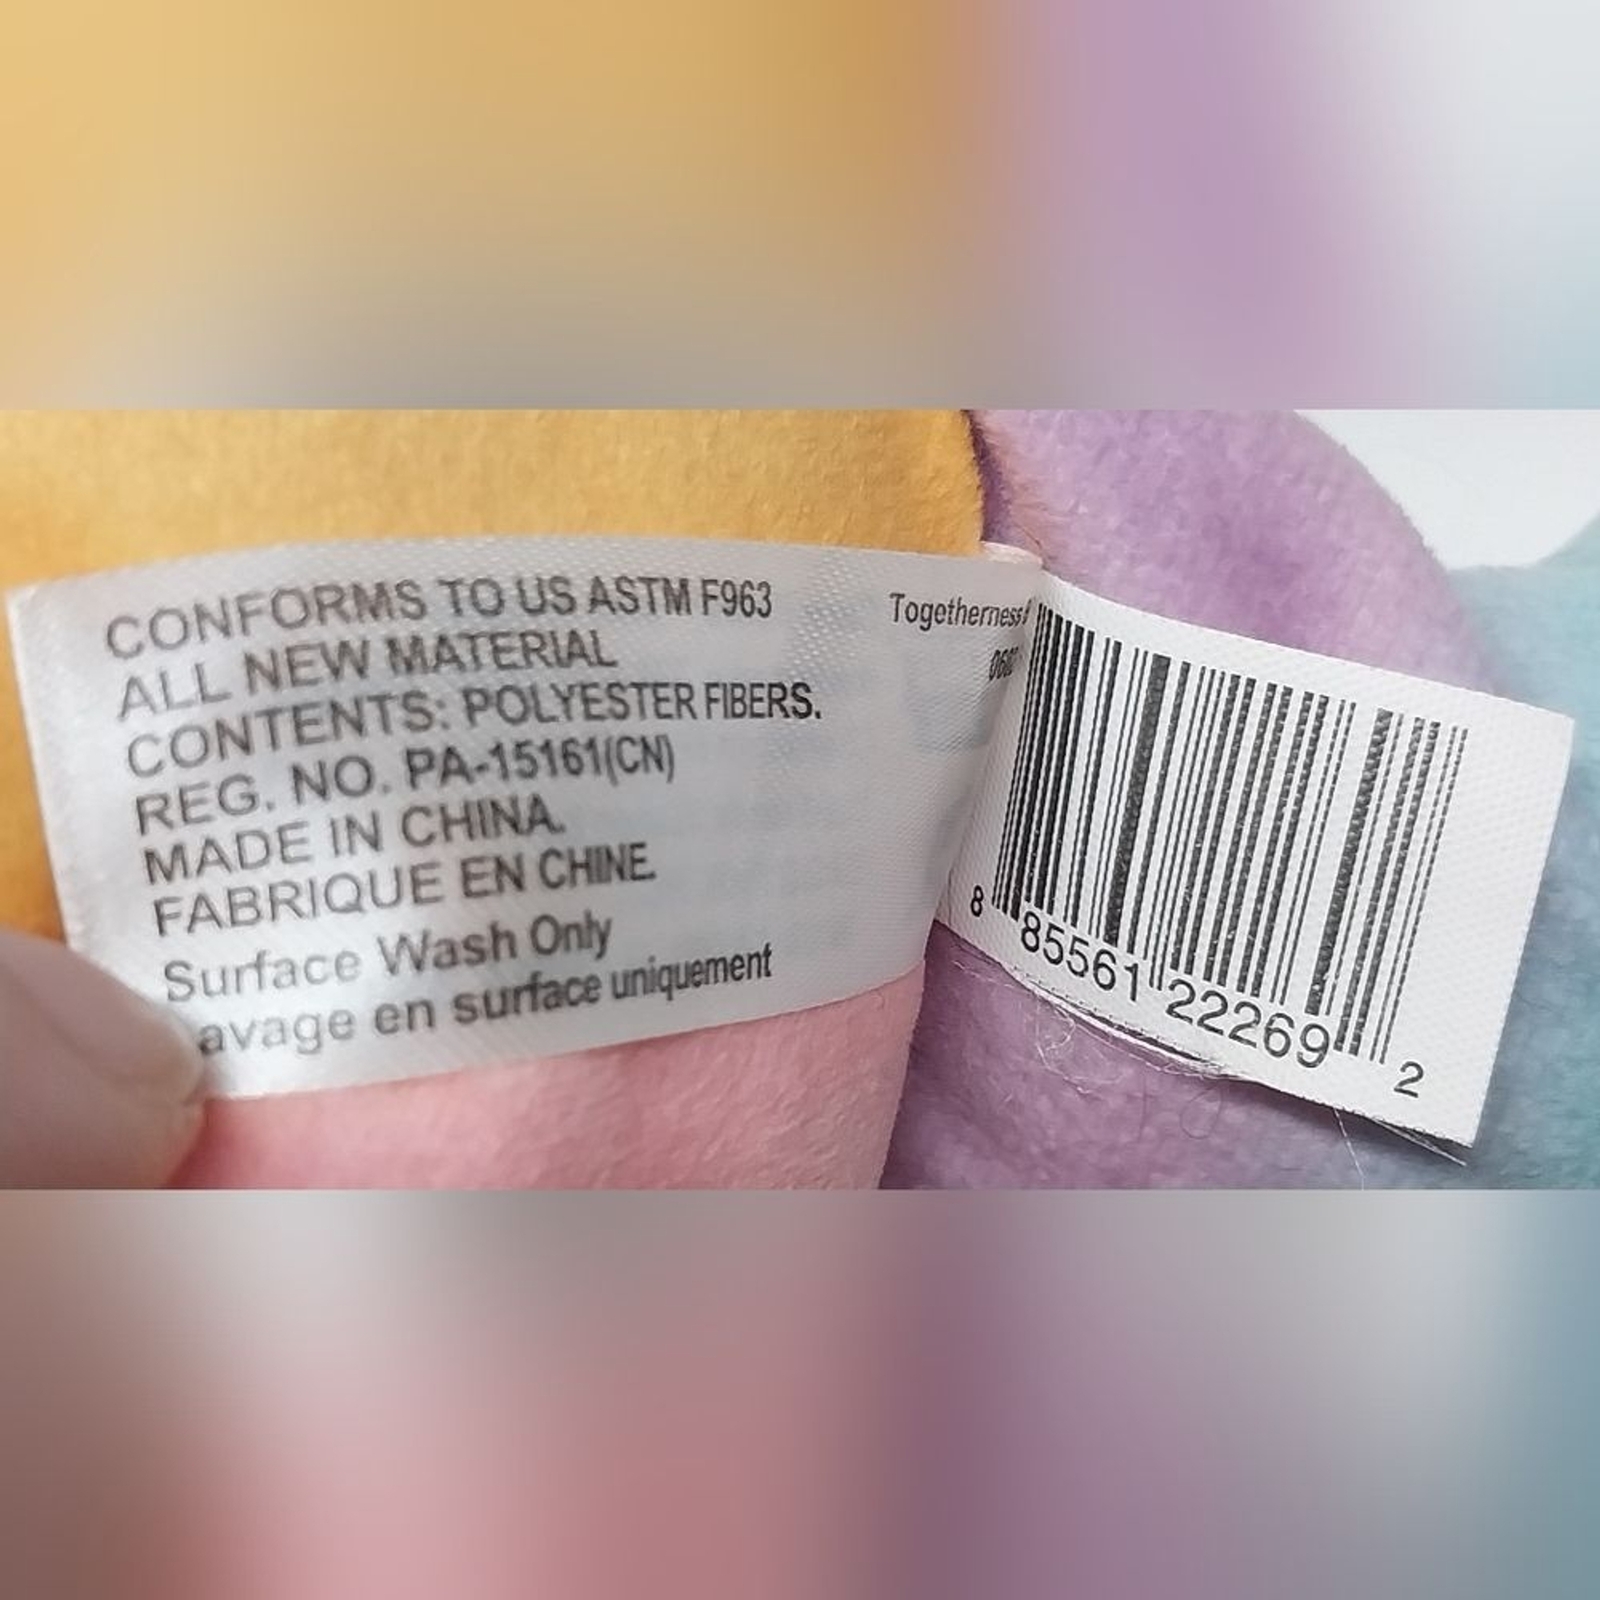 CONFORMS TO US ASTM F963
ALL NEW MATERIAL
CONTENTS: POLYESTER FIBERS.
REG. NO. PA-15161(CN)
MADE IN CHINA.
FABRIQUE EN CHINE.
Surface Wash Only
avage en surface uniquement
Togetherness
8 85561 22269 2